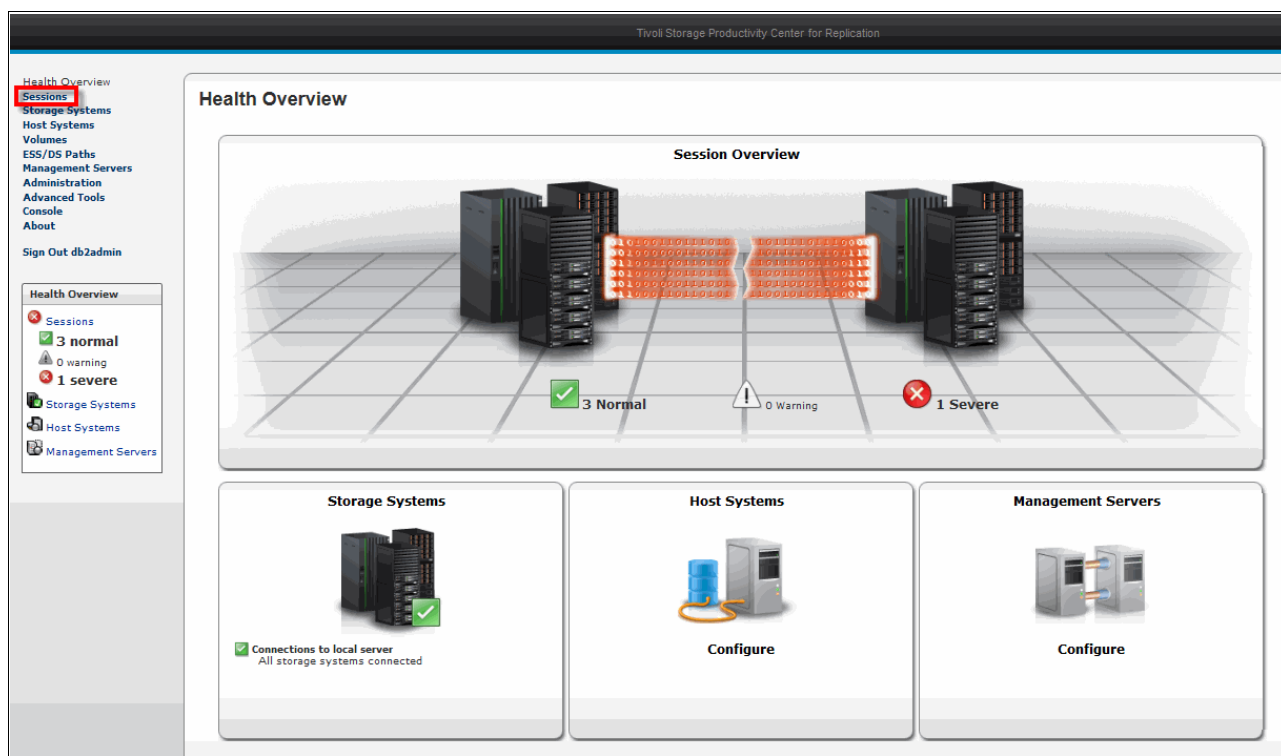 Tivoli Storage Productivity Center for Replication
Health Overview
Sessions
Storage Systems
Host Systems
Volumes
ESS/DS Paths
Management Servers
Administration
Advanced Tools
Console
About
Sign Out db2admin
Health Overview
Sessions
3 normal
0 warning
1 severe
Storage Systems
Host Systems
Management Servers
Health Overview
Session Overview
3 Normal
0 Warning
1 Severe
Storage Systems
Connections to local server
All storage systems connected
Host Systems
Configure
Management Servers
Configure